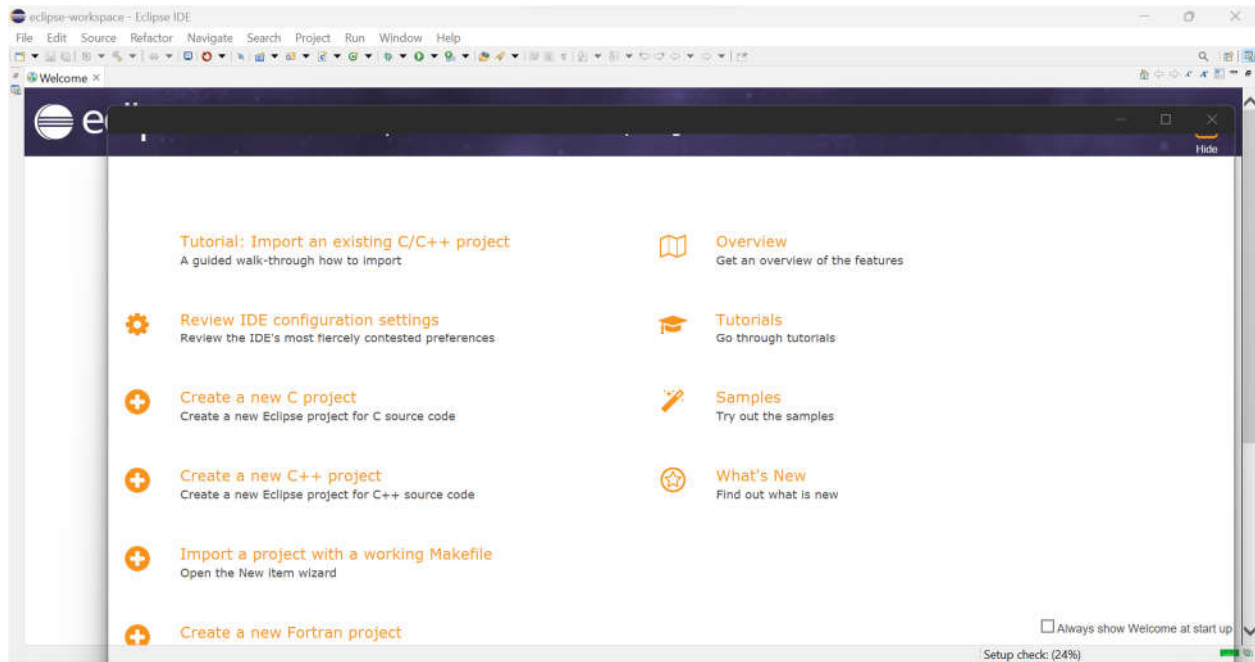 eclipse-workspace - Eclipse IDE
File Edit Source Refactor Navigate Search Project Run Window Help
Welcome
Hide
Tutorial: Import an existing C/C++ project
A guided walk-through how to import
Overview
Get an overview of the features
Review IDE configuration settings
Review the IDE's most fiercely contested preferences
Tutorials
Go through tutorials
Create a new C project
Create a new Eclipse project for C source code
Samples
Try out the samples
Create a new C++ project
Create a new Eclipse project for C++ source code
What's New
Find out what is new
Import a project with a working Makefile
Open the New item wizard
Create a new Fortran project
Always show Welcome at start up
Setup check: (24%)